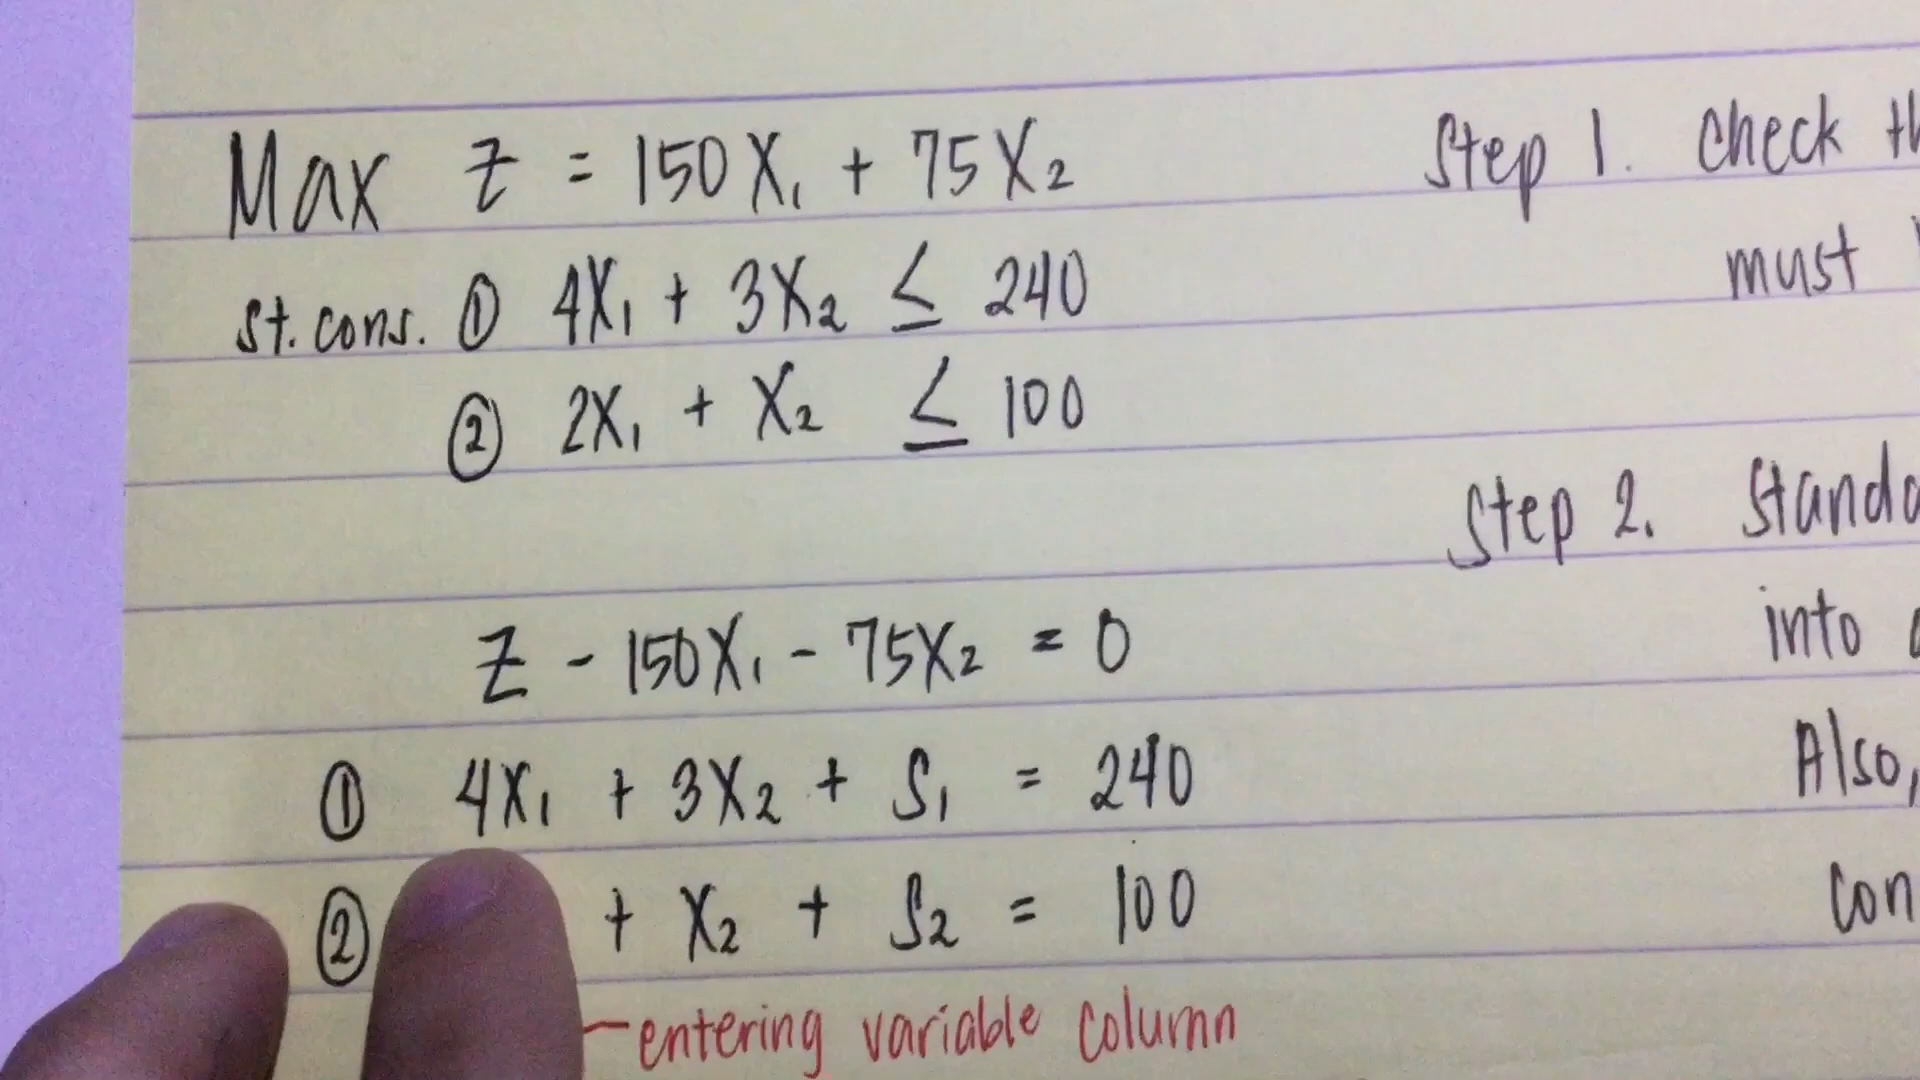 Max Z = 150X₁ + 75X₂
st. cons. ① 4X₁ + 3X₂ ≤ 240
② 2X₁ + X₂ ≤ 100
Z - 150X₁ - 75X₂ = 0
① 4X₁ + 3X₂ + S₁ = 240
② + X₂ + S₂ = 100
entering variable column
Step 1. Check
must
Step 2.
into
Also,